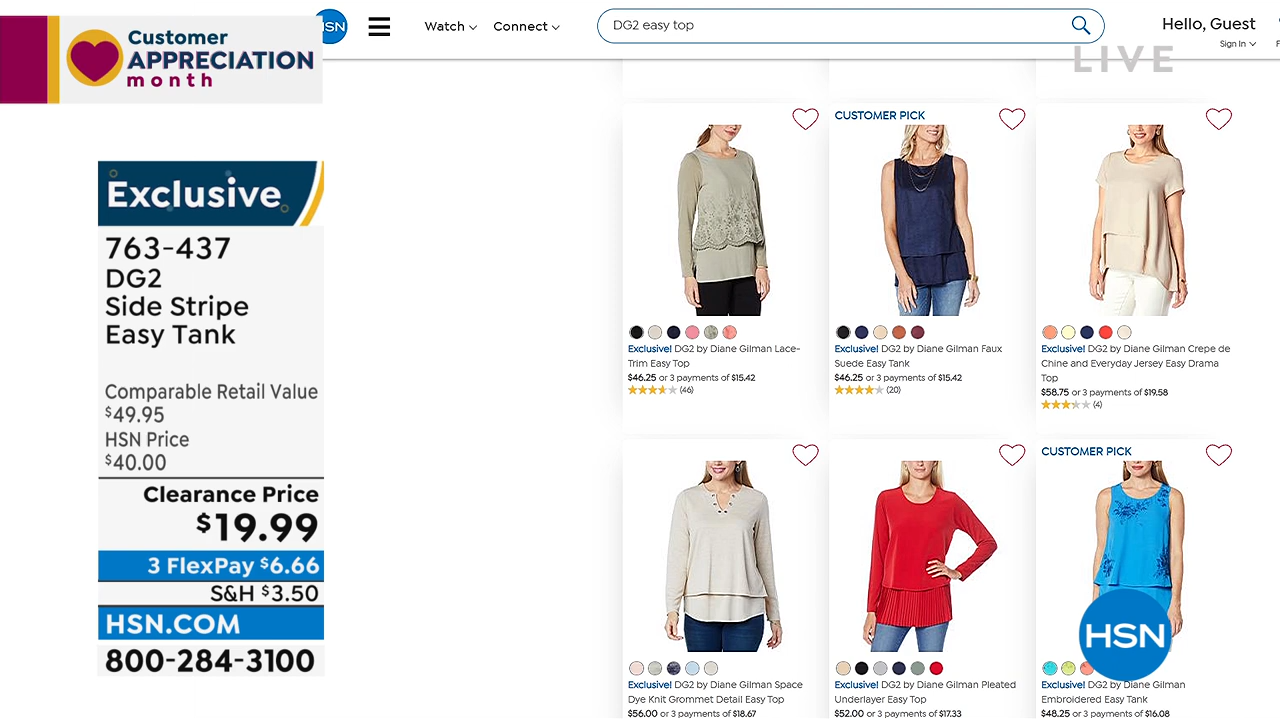 Customer
APPRECIATION
month
HSN
Watch
Connect
DG2 easy top
Hello, Guest
Sign In
LIVE
Exclusive
763-437
DG2
Side Stripe
Easy Tank
Comparable Retail Value
$49.95
HSN Price
$40.00
Clearance Price
$19.99
3 FlexPay $6.66
S&H $3.50
HSN.COM
800-284-3100
Exclusive! DG2 by Diane Gilman Lace-
Trim Easy Top
$46.25 or 3 payments of $15.42
(46)
CUSTOMER PICK
Exclusive! DG2 by Diane Gilman Faux
Suede Easy Tank
$46.25 or 3 payments of $15.42
(20)
Exclusive! DG2 by Diane Gilman Crepe de
Chine and Everyday Jersey Easy Drama
Top
$58.75 or 3 payments of $19.58
(4)
Exclusive! DG2 by Diane Gilman Space
Dye Knit Grommet Detail Easy Top
$56.00 or 3 payments of $18.67
Exclusive! DG2 by Diane Gilman Pleated
Underlayer Easy Top
$52.00 or 3 payments of $17.33
CUSTOMER PICK
HSN
Exclusive! DG2 by Diane Gilman
Embroidered Easy Tank
$48.25 or 3 payments of $16.08